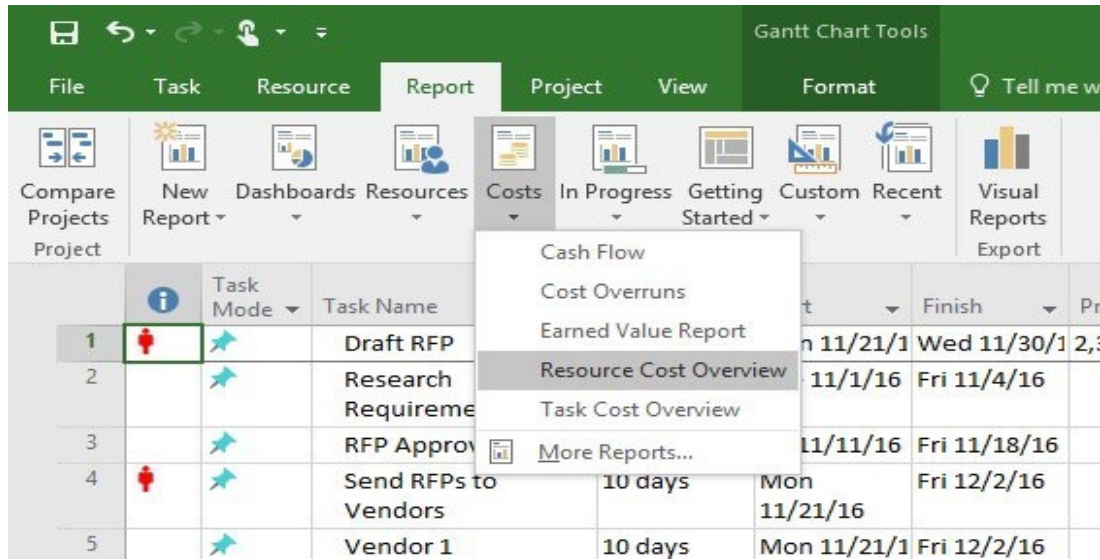 Gantt Chart Tools
File Task Resource Report Project View Format Tell me w
Compare Projects
New Report
Dashboards
Resources
Costs
In Progress
Getting Started
Custom
Recent
Visual Reports
Project
Export
Cash Flow
Cost Overruns
Earned Value Report
Resource Cost Overview
Task Cost Overview
More Reports...
Task Mode Task Name t Finish Pr
1 Draft RFP n 11/21/1 Wed 11/30/1 2,3
2 Research Requireme 11/1/16 Fri 11/4/16
3 RFP Approv 11/11/16 Fri 11/18/16
4 Send RFPs to Vendors 10 days Mon 11/21/16 Fri 12/2/16
5 Vendor 1 10 days Mon 11/21/1 Fri 12/2/16